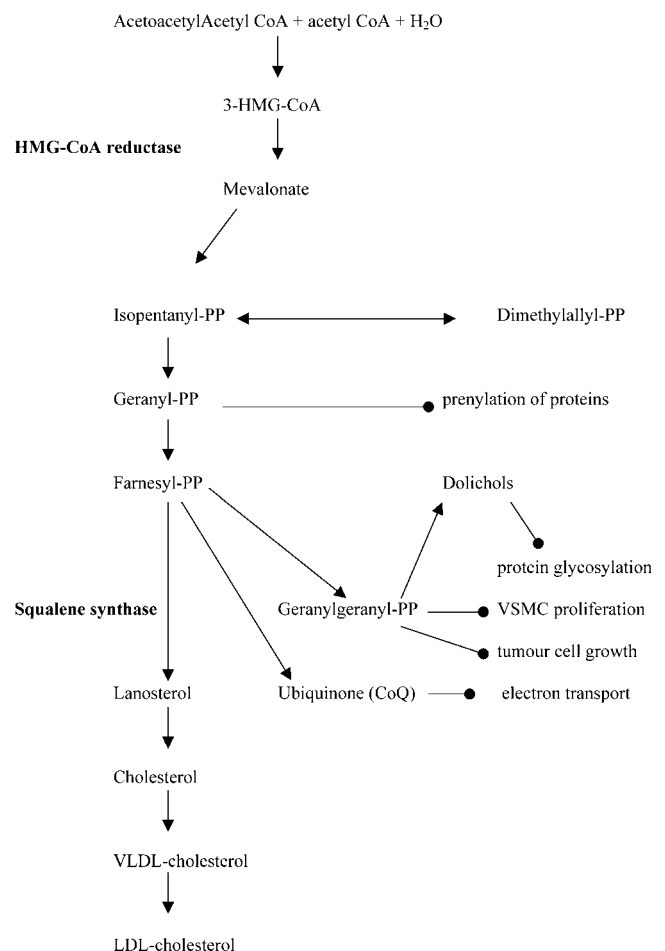 AcetoacetylAcetyl CoA + acetyl CoA + H₂O
3-HMG-CoA
HMG-CoA reductase
Mevalonate
Isopentanyl-PP
Dimethylallyl-PP
Geranyl-PP
prenylation of proteins
Farnesyl-PP
Dolichols
protein glycosylation
Squalene synthase
Geranylgeranyl-PP
VSMC proliferation
tumour cell growth
Lanosterol
Ubiquinone (CoQ)
electron transport
Cholesterol
VLDL-cholesterol
LDL-cholesterol